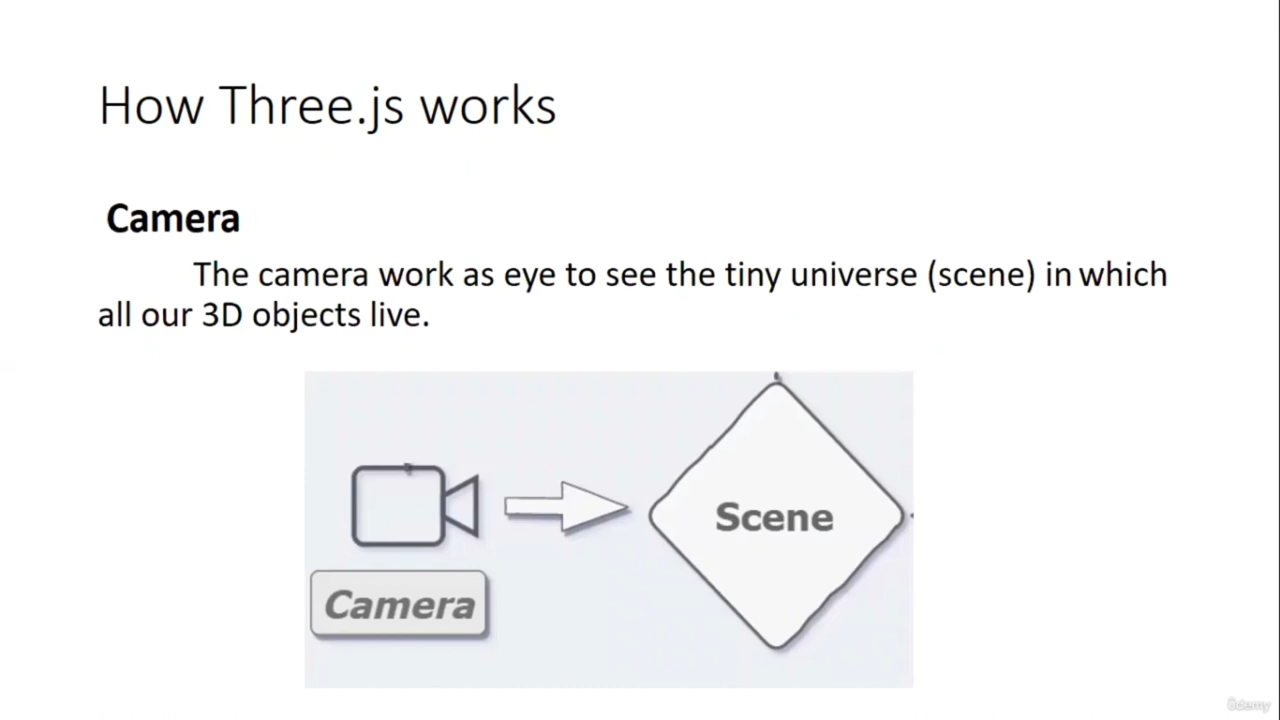 How Three.js works
Camera
The camera work as eye to see the tiny universe (scene) in which
all our 3D objects live.
Scene
Camera
ûdemy